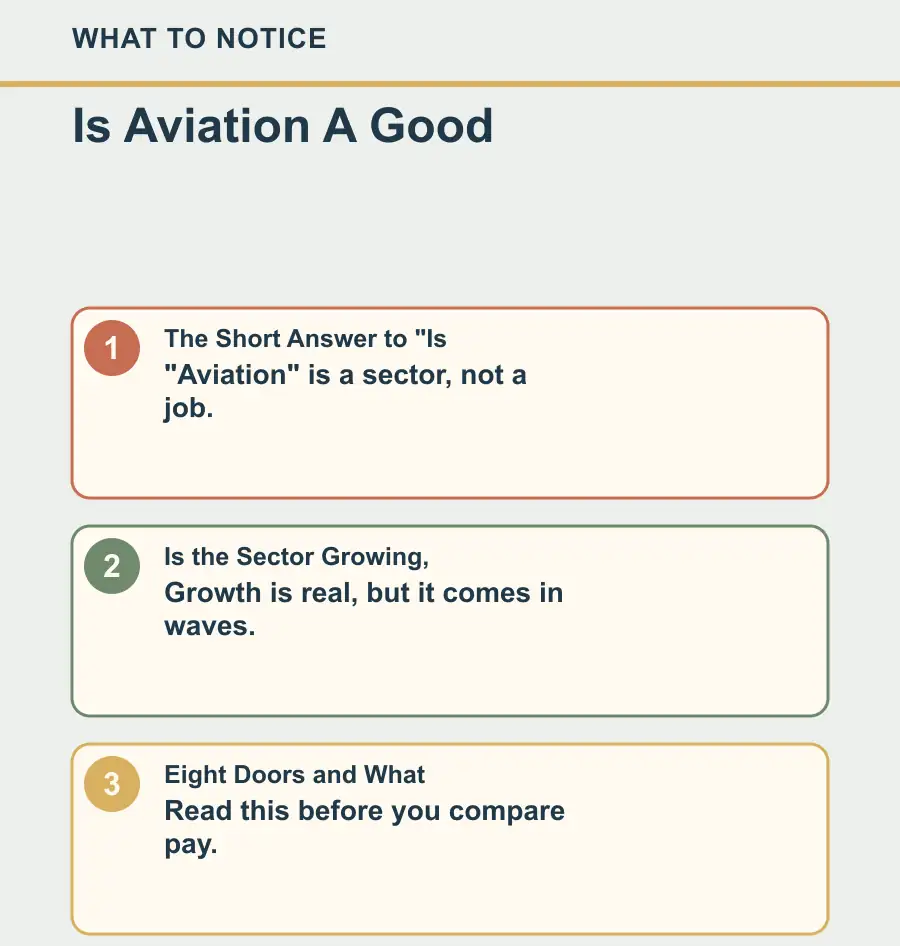 WHAT TO NOTICE
Is Aviation A Good
1
The Short Answer to "Is
"Aviation" is a sector, not a
job.
2
Is the Sector Growing,
Growth is real, but it comes in
waves.
3
Eight Doors and What
Read this before you compare
pay.